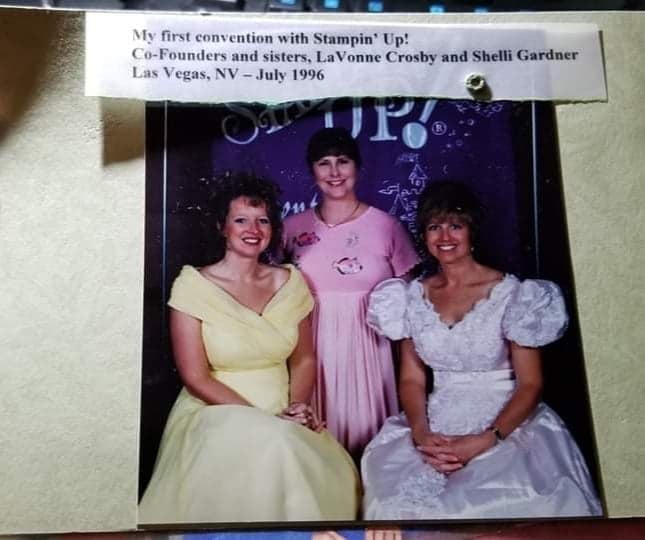 My first convention with Stampin' Up!
Co-Founders and sisters, LaVonne Crosby and Shelli Gardner
Las Vegas, NV – July 1996
Up!®